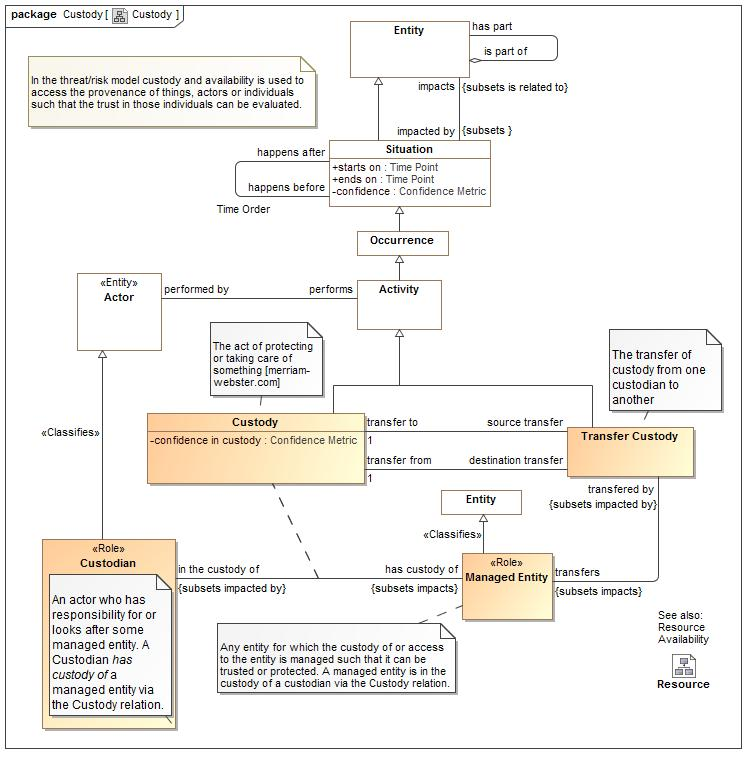 package Custody [ Custody ]
Entity
has part
is part of
In the threat/risk model custody and availability is used to
access the provenance of things, actors or individuals
such that the trust in those individuals can be evaluated.
impacts {subsets is related to}
impacted by {subsets }
Situation
+starts on : Time Point
+ends on : Time Point
-confidence : Confidence Metric
happens after
happens before
Time Order
Occurrence
«Entity»
Actor
performed by
performs
Activity
The act of protecting
or taking care of
something [merriam-
webster.com]
The transfer of
custody from one
custodian to
another
«Classifies»
Custody
-confidence in custody : Confidence Metric
transfer to
1
source transfer
transfer from
1
destination transfer
Transfer Custody
Entity
transfered by
{subsets impacted by}
«Classifies»
«Role»
Custodian
An actor who has
responsibility for or
looks after some
managed entity. A
Custodian has
custody of a
managed entity via
the Custody relation.
in the custody of
{subsets impacted by}
has custody of
{subsets impacts}
«Role»
Managed Entity
transfers
{subsets impacts}
Any entity for which the custody of or access
to the entity is managed such that it can be
trusted or protected. A managed entity is in the
custody of a custodian via the Custody relation.
See also:
Resource
Availability
Resource